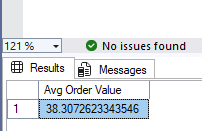 121 % No issues found
Results Messages
Avg Order Value
1 38.3072623343546